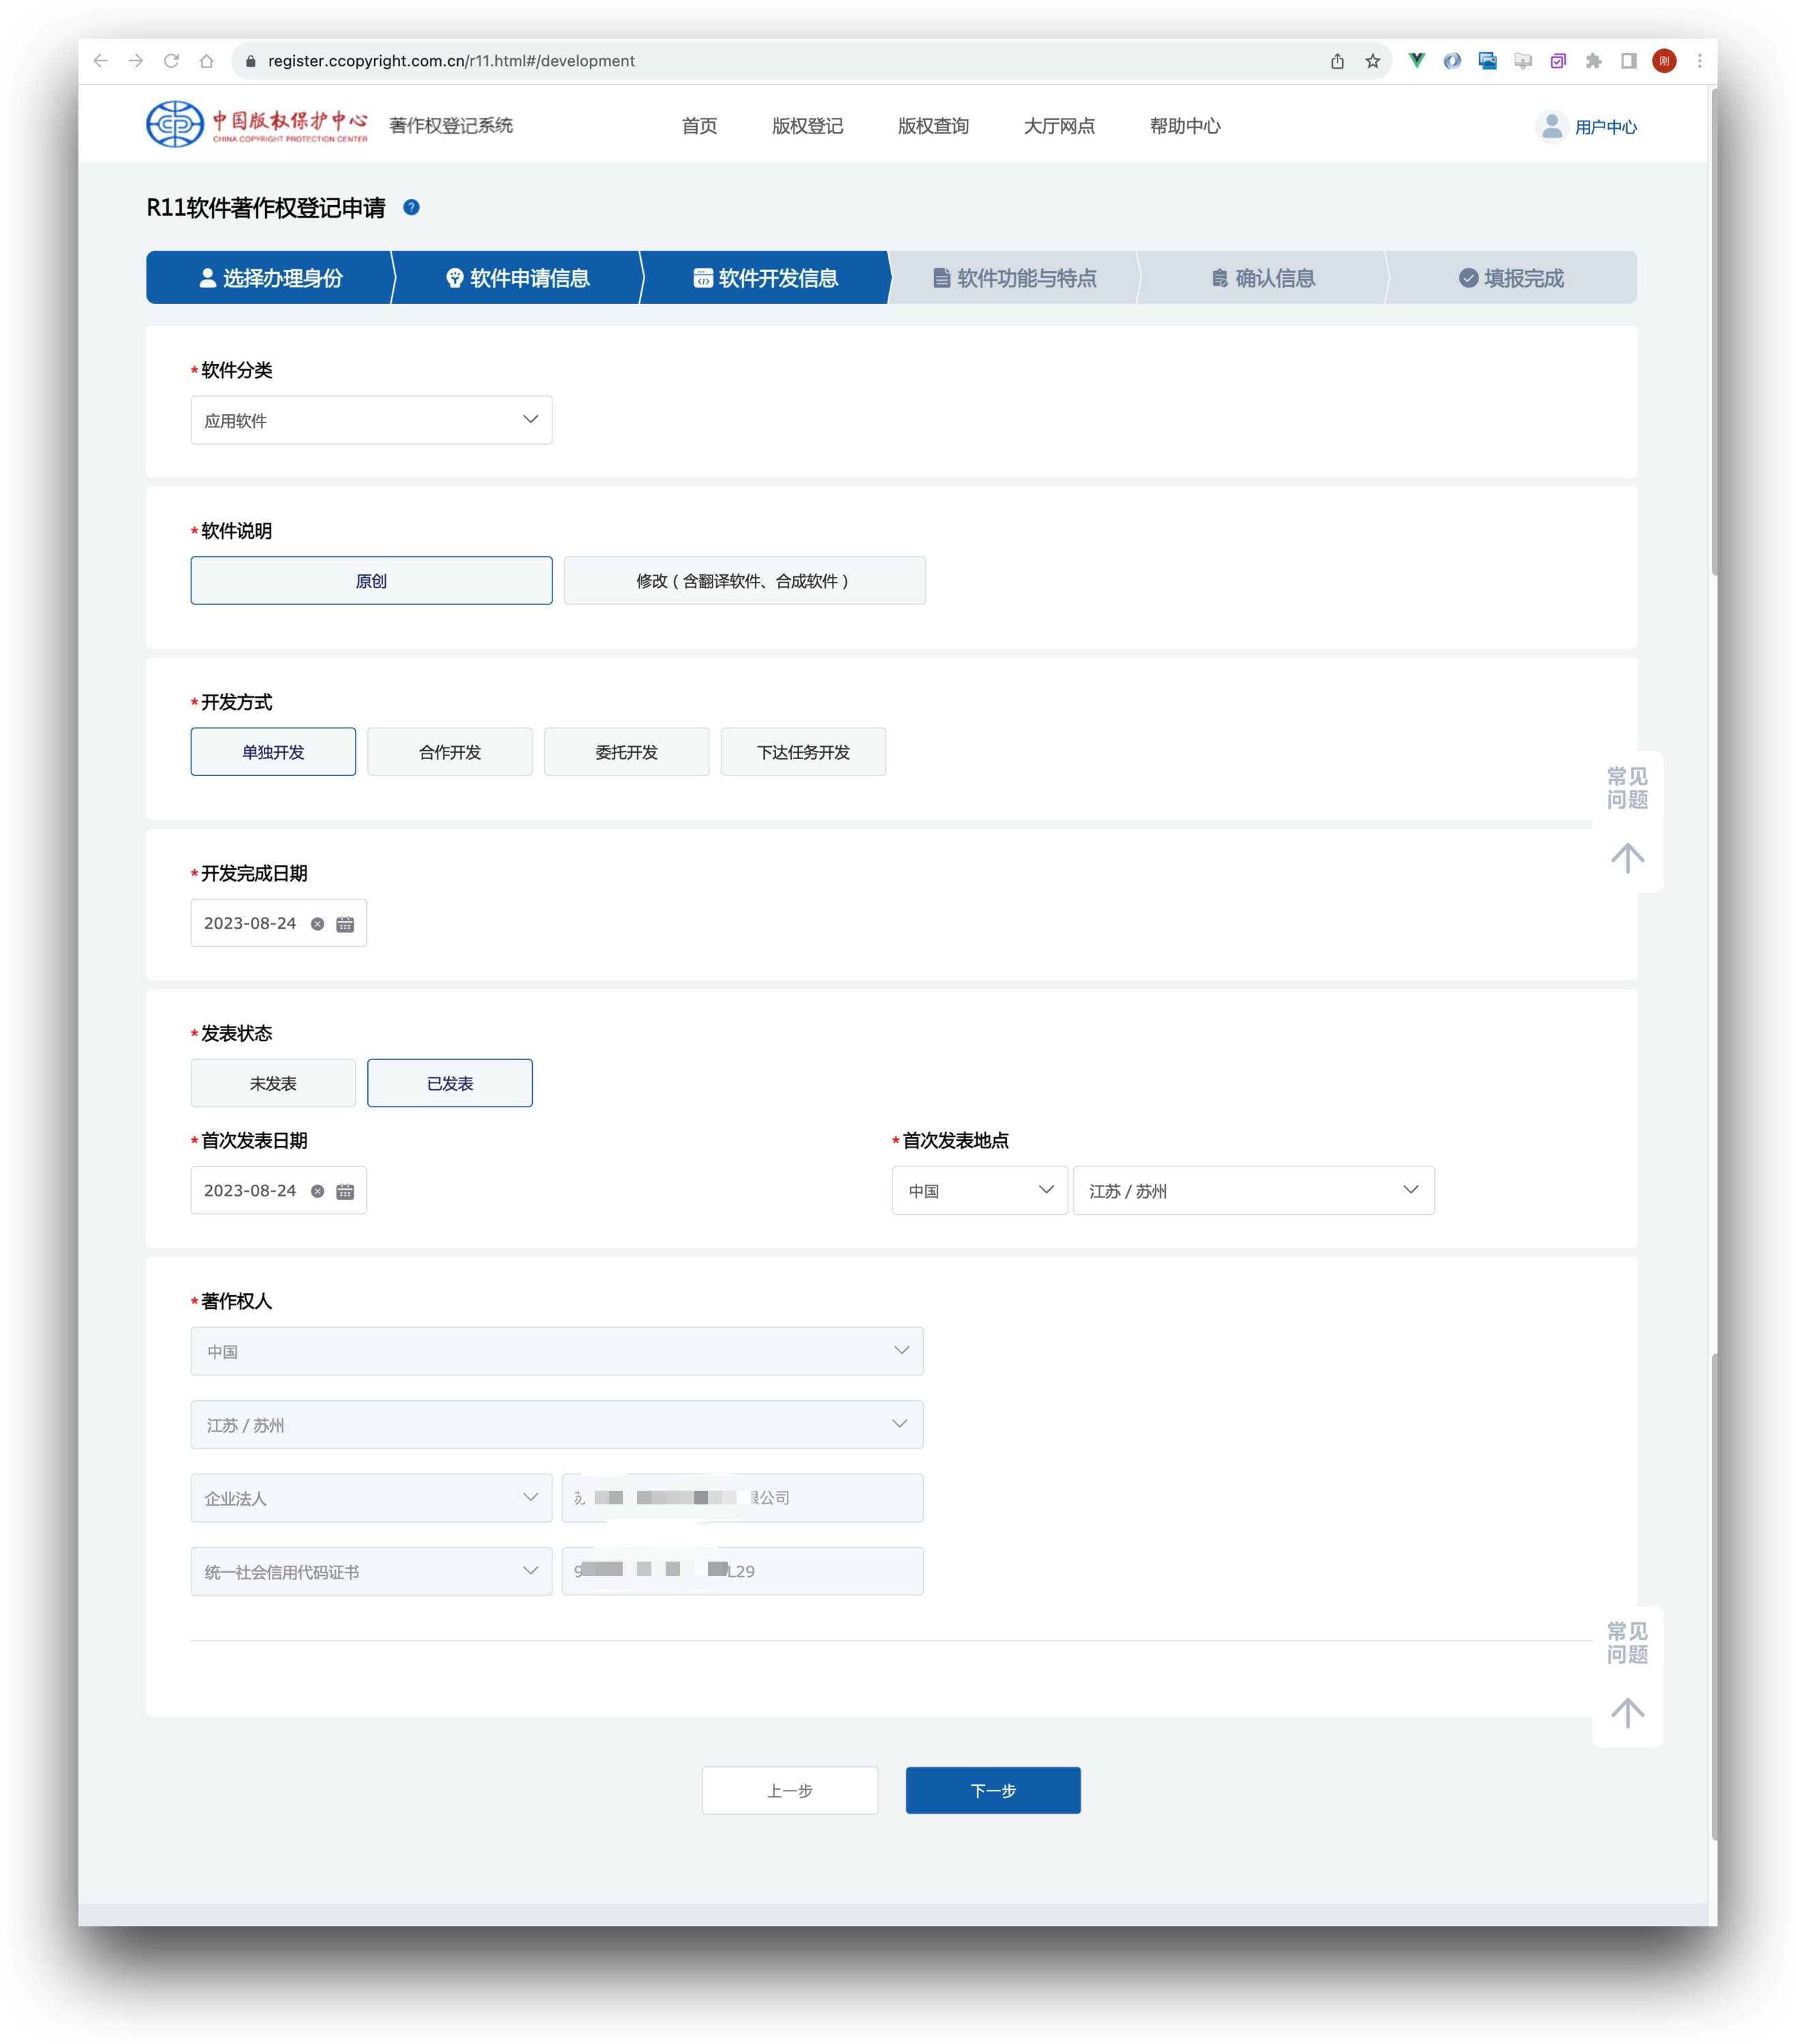 register.ccopyright.com.cn/r11.html#/development
刚
中国版权保护中心
CHINA COPYRIGHT PROTECTION CENTER
著作权登记系统
首页
版权登记
版权查询
大厅网点
帮助中心
用户中心
R11软件著作权登记申请
选择办理身份
软件申请信息
软件开发信息
软件功能与特点
确认信息
填报完成
*软件分类
应用软件
*软件说明
原创
修改（含翻译软件、合成软件）
*开发方式
单独开发
合作开发
委托开发
下达任务开发
常见
问题
*开发完成日期
2023-08-24
*发表状态
未发表
已发表
*首次发表日期
*首次发表地点
2023-08-24
中国
江苏 / 苏州
*著作权人
中国
江苏 / 苏州
企业法人
公司
统一社会信用代码证书
9
L29
常见
问题
上一步
下一步